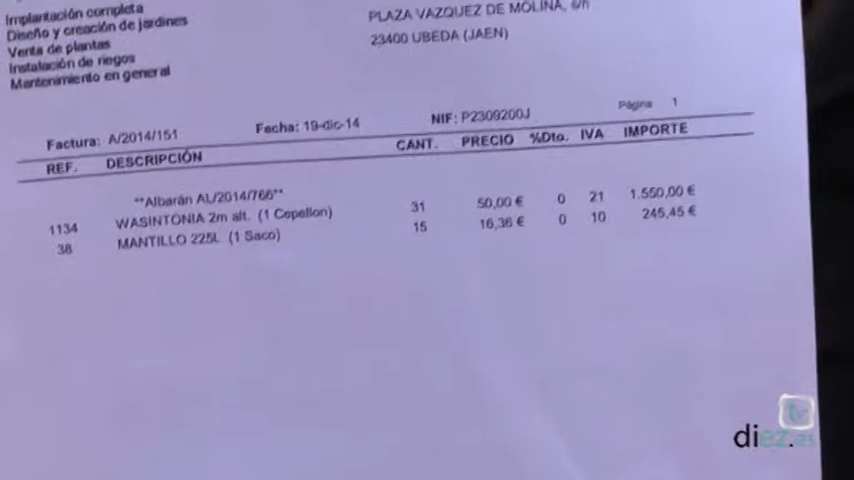 Implantación completa
Diseño y creación de jardines
Venta de plantas
Instalación de riegos
Mantenimiento en general
PLAZA VAZQUEZ DE MOLINA, s/n
23400 UBEDA (JAEN)
Factura: A/2014/151 Fecha: 19-dic-14 NIF: P2309200J Página 1
REF. DESCRIPCIÓN CANT. PRECIO %Dto. IVA IMPORTE
**Albarán AL/2014/766**
1134 WASINTONIA 2m alt. (1 Cepellon) 31 50,00 € 0 21 1.550,00 €
38 MANTILLO 225L (1 Saco) 15 16,36 € 0 10 245,45 €
diez.es
tv